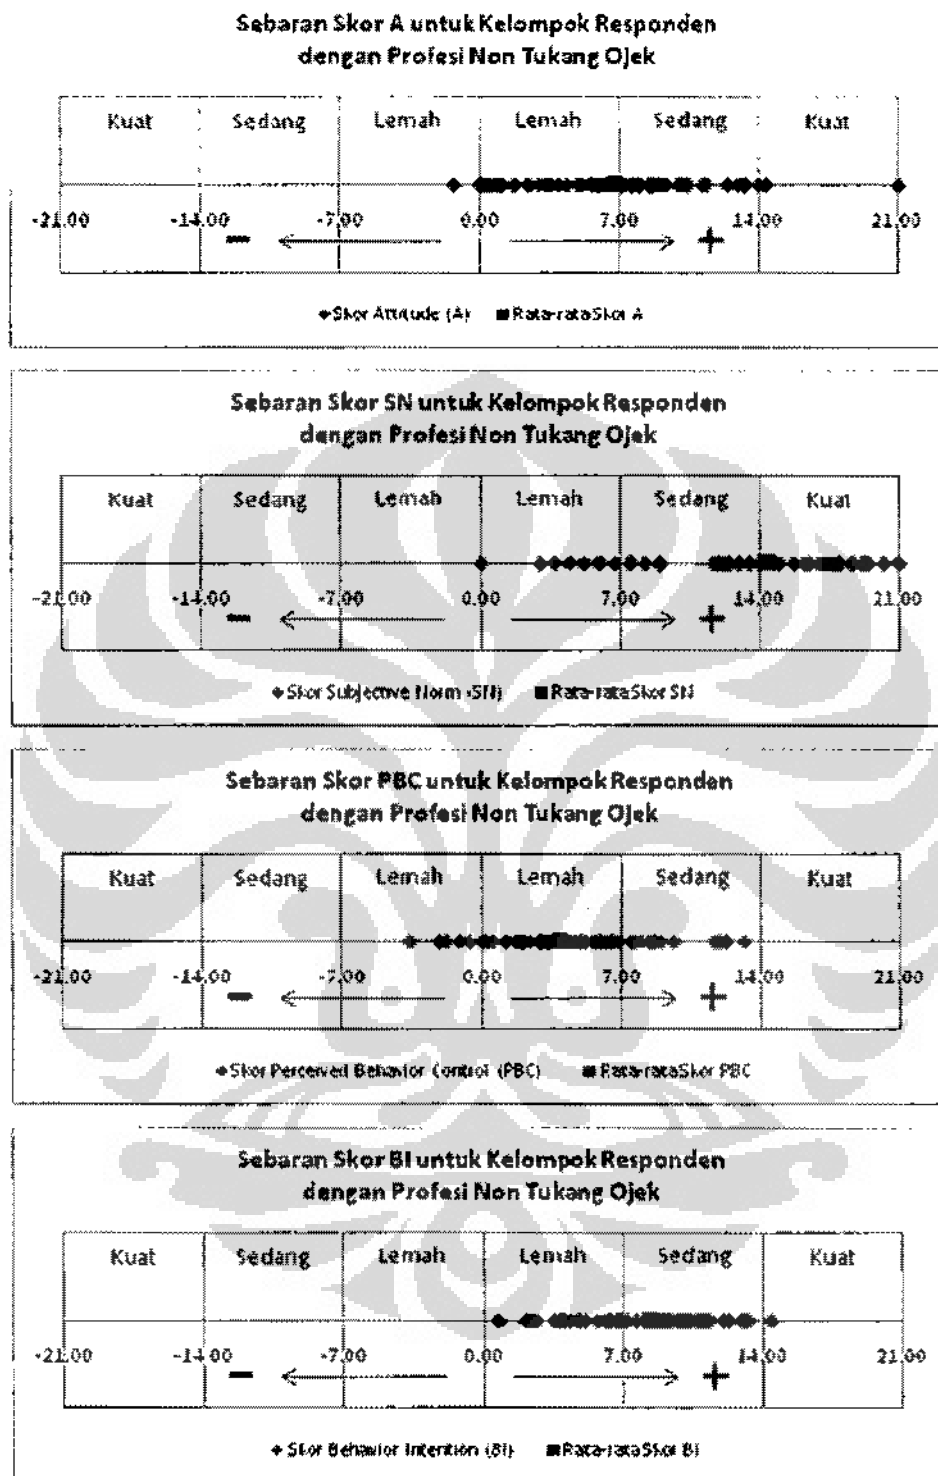 Sebaran Skor A untuk Kelompok Responden
dengan Profesi Non Tukang Ojek
Kuat Sedang Lemah Lemah Sedang Kuat
-21.00 -14.00 -7.00 0.00 7.00 14.00 21.00
− +
Skor Attitude (A) Rata-rata Skor A
Sebaran Skor SN untuk Kelompok Responden
dengan Profesi Non Tukang Ojek
Kuat Sedang Lemah Lemah Sedang Kuat
-21.00 -14.00 -7.00 0.00 7.00 14.00 21.00
− +
Skor Subjective Norm (SN) Rata-rata Skor SN
Sebaran Skor PBC untuk Kelompok Responden
dengan Profesi Non Tukang Ojek
Kuat Sedang Lemah Lemah Sedang Kuat
-21.00 -14.00 -7.00 0.00 7.00 14.00 21.00
− +
Skor Perceived Behavior Control (PBC) Rata-rata Skor PBC
Sebaran Skor BI untuk Kelompok Responden
dengan Profesi Non Tukang Ojek
Kuat Sedang Lemah Lemah Sedang Kuat
-21.00 -14.00 -7.00 0.00 7.00 14.00 21.00
− +
Skor Behavior Intention (BI) Rata-rata Skor BI